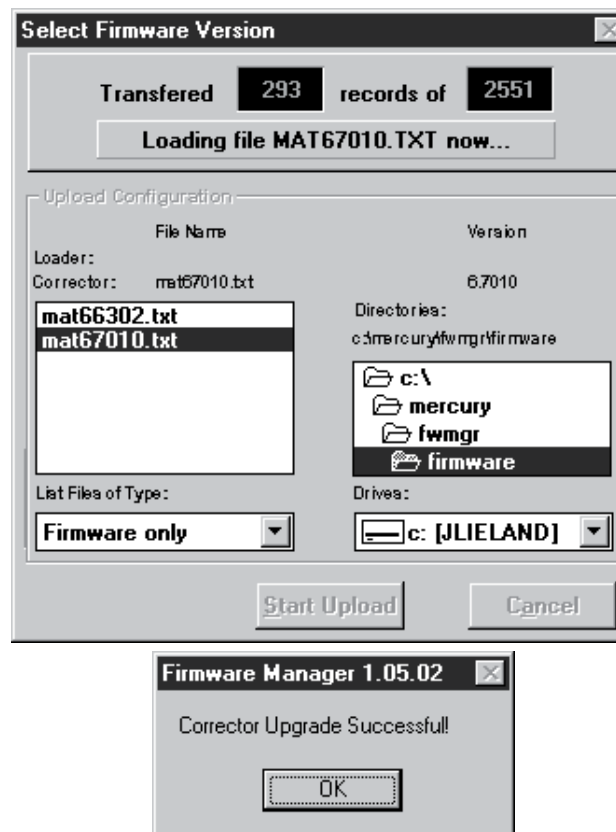 Select Firmware Version
Transfered 293 records of 2551
Loading file MAT67010.TXT now...
Upload Configuration
File Name Version
Loader:
Corrector: mat67010.txt 6.7010
mat66302.txt
mat67010.txt
Directories:
c:\mercury\fwmgr\firmware
c:\
mercury
fwmgr
firmware
List Files of Type: Drives:
Firmware only c: [JLIELAND]
Start Upload Cancel
Firmware Manager 1.05.02
Corrector Upgrade Successful!
OK